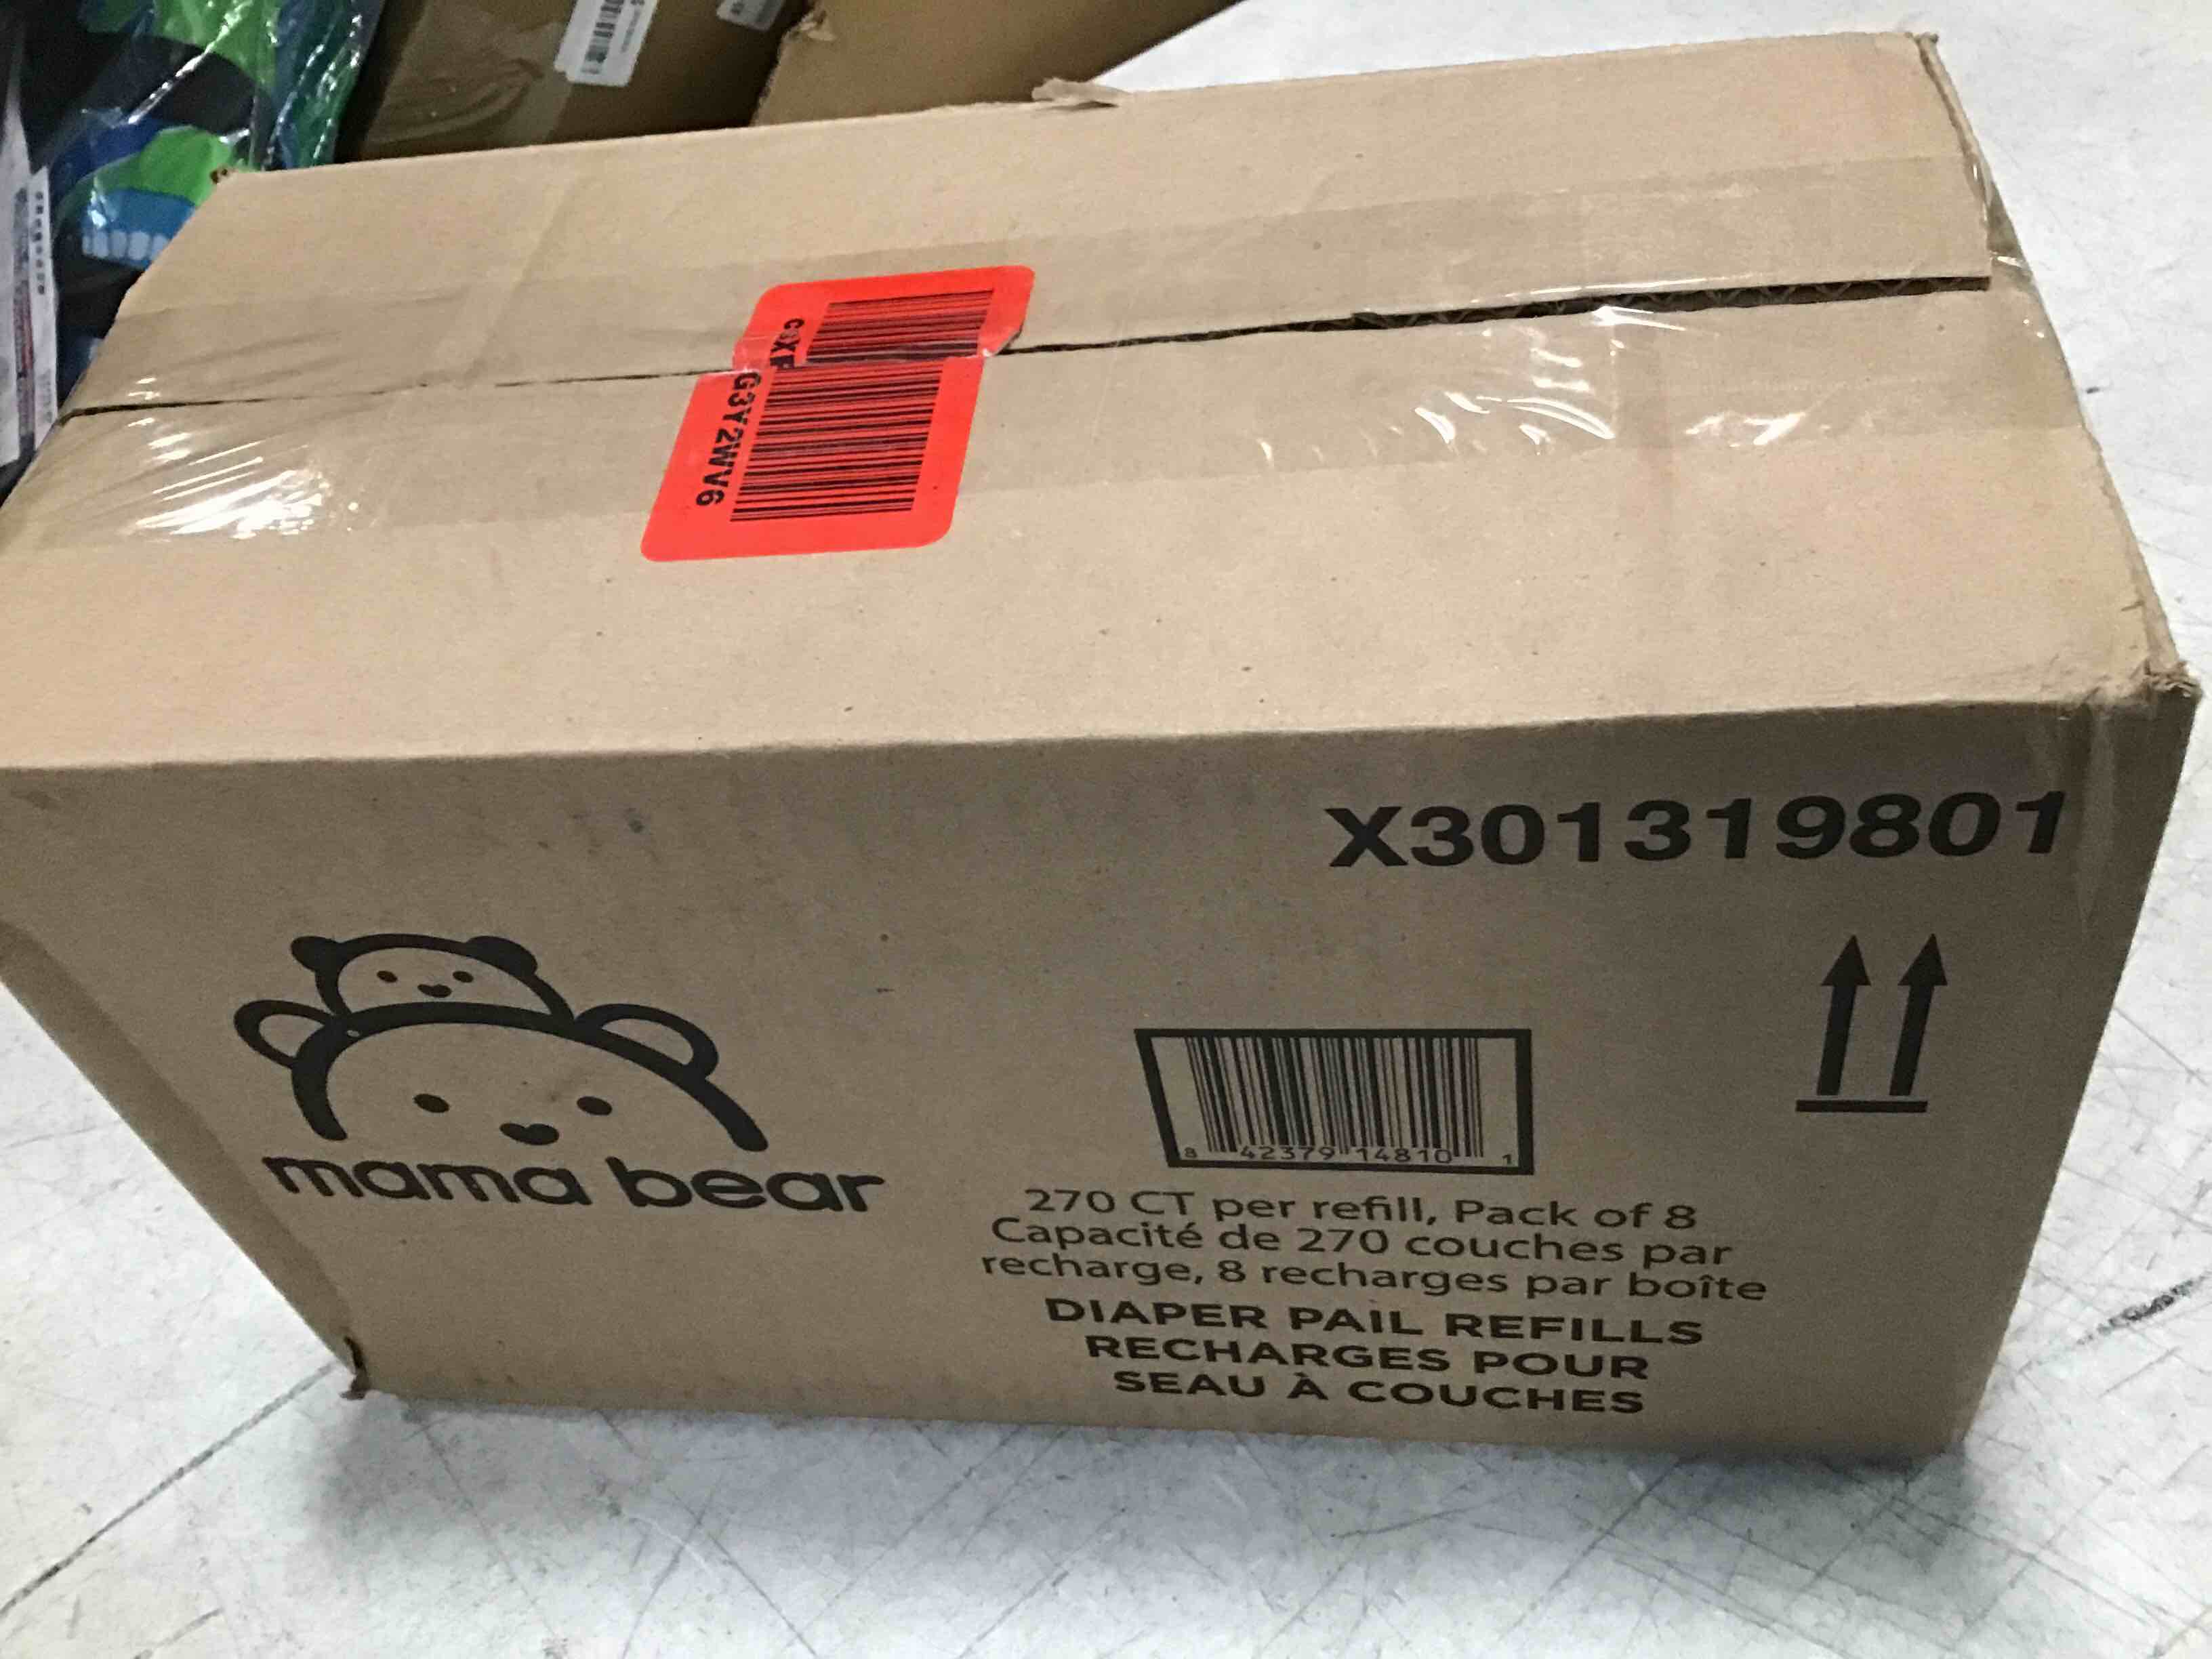 G3Y2WV6
X301319801
mama bear
8 42379 14810 1
270 CT per refill, Pack of 8
Capacité de 270 couches par
recharge, 8 recharges par boîte
DIAPER PAIL REFILLS
RECHARGES POUR
SEAU À COUCHES